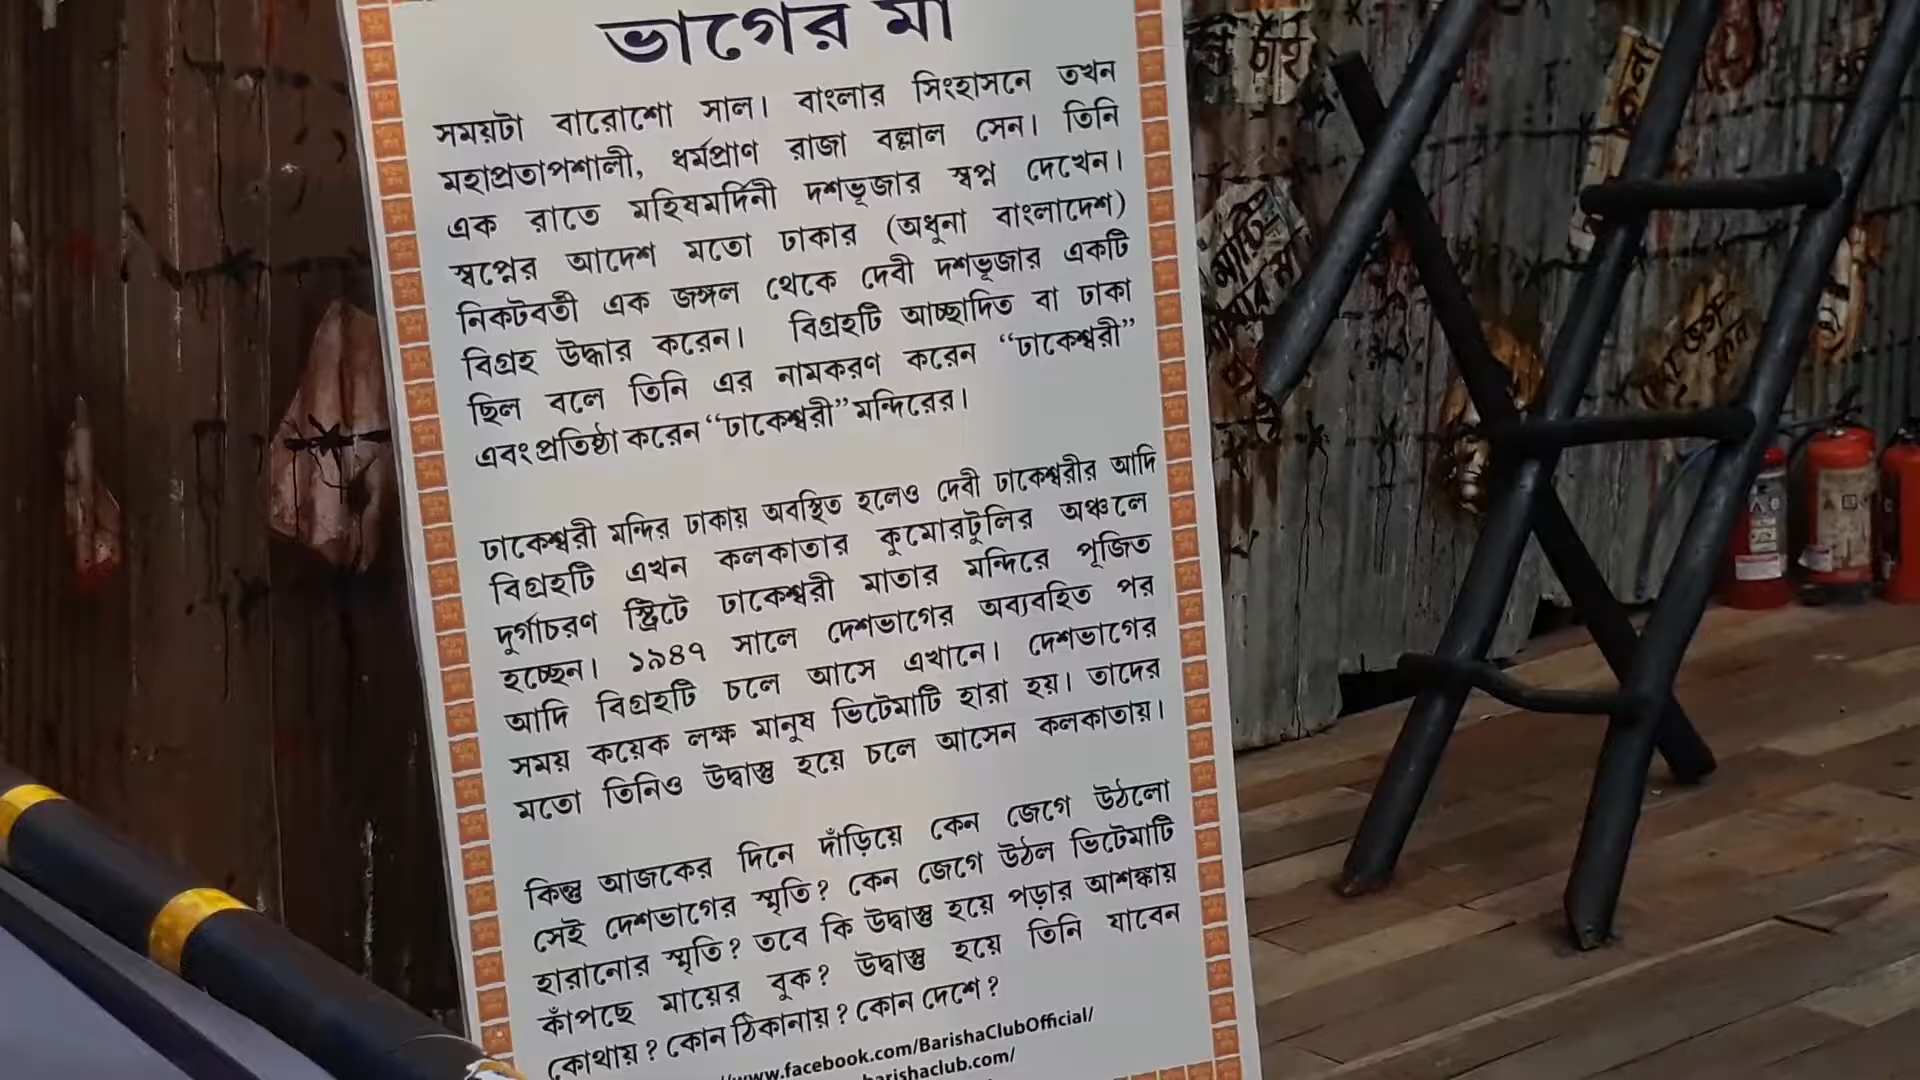 ভাগের মা
সময়টা বারোশো সাল। বাংলার সিংহাসনে তখন
মহাপ্রতাপশালী, ধর্মপ্রাণ রাজা বল্লাল সেন। তিনি
এক রাতে মহিষমর্দিনী দশভূজার স্বপ্ন দেখেন।
স্বপ্নের আদেশ মতো ঢাকার (অধুনা বাংলাদেশ)
নিকটবর্তী এক জঙ্গল থেকে দেবী দশভূজার একটি
বিগ্রহ উদ্ধার করেন। বিগ্রহটি আচ্ছাদিত বা ঢাকা
ছিল বলে তিনি এর নামকরণ করেন “ঢাকেশ্বরী”
এবং প্রতিষ্ঠা করেন “ঢাকেশ্বরী” মন্দিরের।
ঢাকেশ্বরী মন্দির ঢাকায় অবস্থিত হলেও দেবী ঢাকেশ্বরীর আদি
বিগ্রহটি এখন কলকাতার কুমোরটুলির অঞ্চলে
দুর্গাচরণ স্ট্রিটে ঢাকেশ্বরী মাতার মন্দিরে পূজিত
হচ্ছেন। ১৯৪৭ সালে দেশভাগের অব্যবহিত পর
আদি বিগ্রহটি চলে আসে এখানে। দেশভাগের
সময় কয়েক লক্ষ মানুষ ভিটেমাটি হারা হয়। তাদের
মতো তিনিও উদ্বাস্তু হয়ে চলে আসেন কলকাতায়।
কিন্তু আজকের দিনে দাঁড়িয়ে কেন জেগে উঠলো
সেই দেশভাগের স্মৃতি? কেন জেগে উঠল ভিটেমাটি
হারানোর স্মৃতি? তবে কি উদ্বাস্তু হয়ে পড়ার আশঙ্কায়
কাঁপছে মায়ের বুক? উদ্বাস্তু হয়ে তিনি যাবেন
কোথায়? কোন ঠিকানায়? কোন দেশে?
www.facebook.com/BarishaClubOfficial/
barishaclub.com/